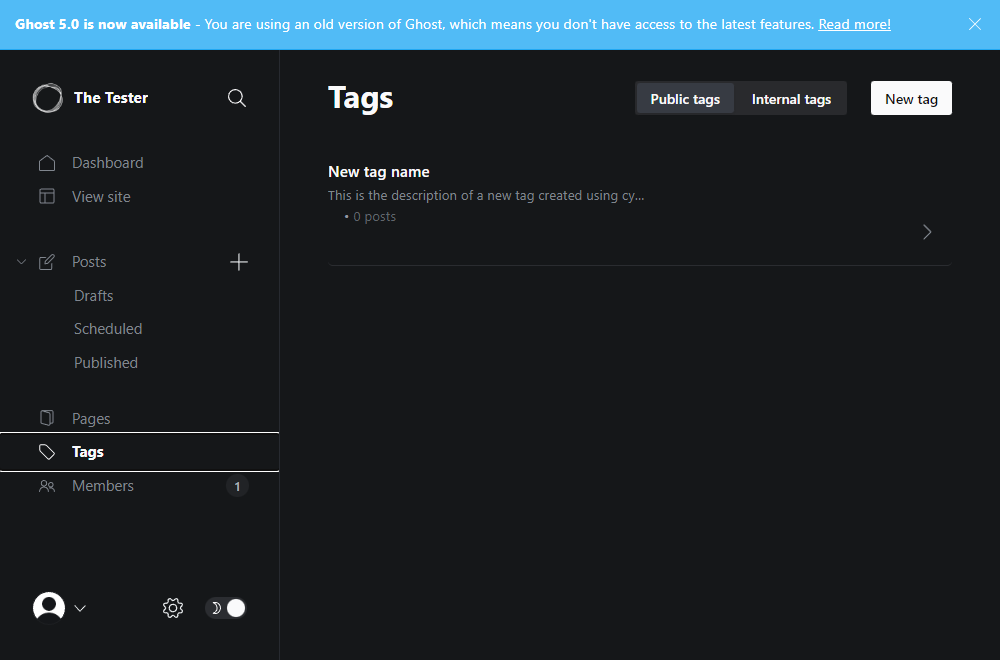 Ghost 5.0 is now available - You are using an old version of Ghost, which means you don't have access to the latest features. Read more!
The Tester
Dashboard
View site
Posts
Drafts
Scheduled
Published
Pages
Tags
Members 1
Tags
Public tags Internal tags New tag
New tag name
This is the description of a new tag created using cy...
• 0 posts